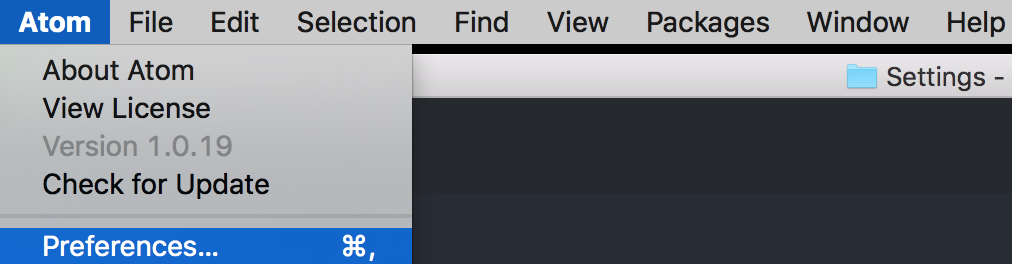 Atom File Edit Selection Find View Packages Window Help
Settings -
About Atom
View License
Version 1.0.19
Check for Update
Preferences... ⌘,